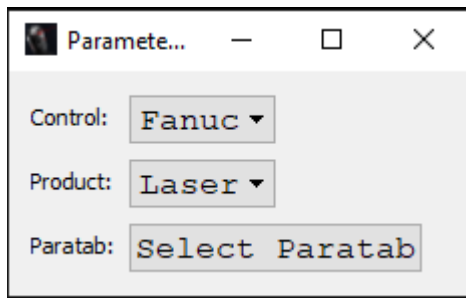 Paramete...
Control: Fanuc
Product: Laser
Paratab: Select Paratab